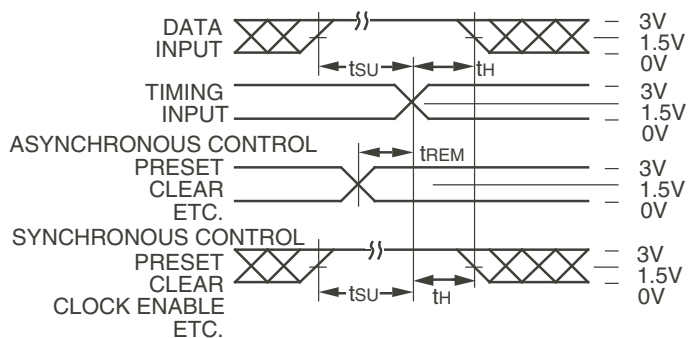 DATA
INPUT
tSU
tH
3V
1.5V
0V
TIMING
INPUT
3V
1.5V
0V
ASYNCHRONOUS CONTROL
PRESET
CLEAR
ETC.
tREM
3V
1.5V
0V
SYNCHRONOUS CONTROL
PRESET
CLEAR
CLOCK ENABLE
ETC.
tSU
tH
3V
1.5V
0V